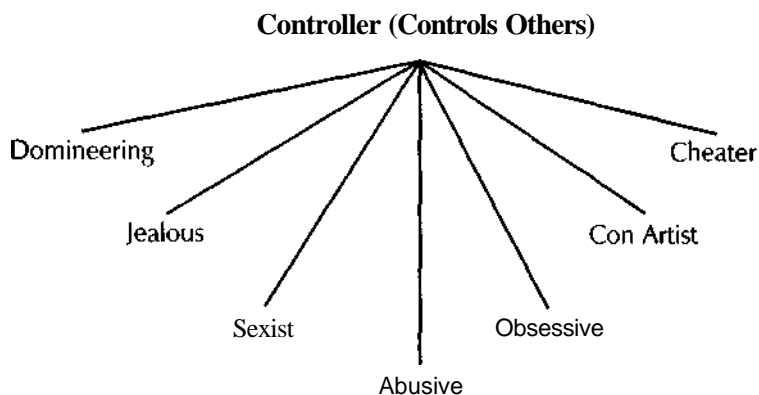 Controller (Controls Others)
Domineering
Cheater
Jealous
Con Artist
Sexist
Obsessive
Abusive